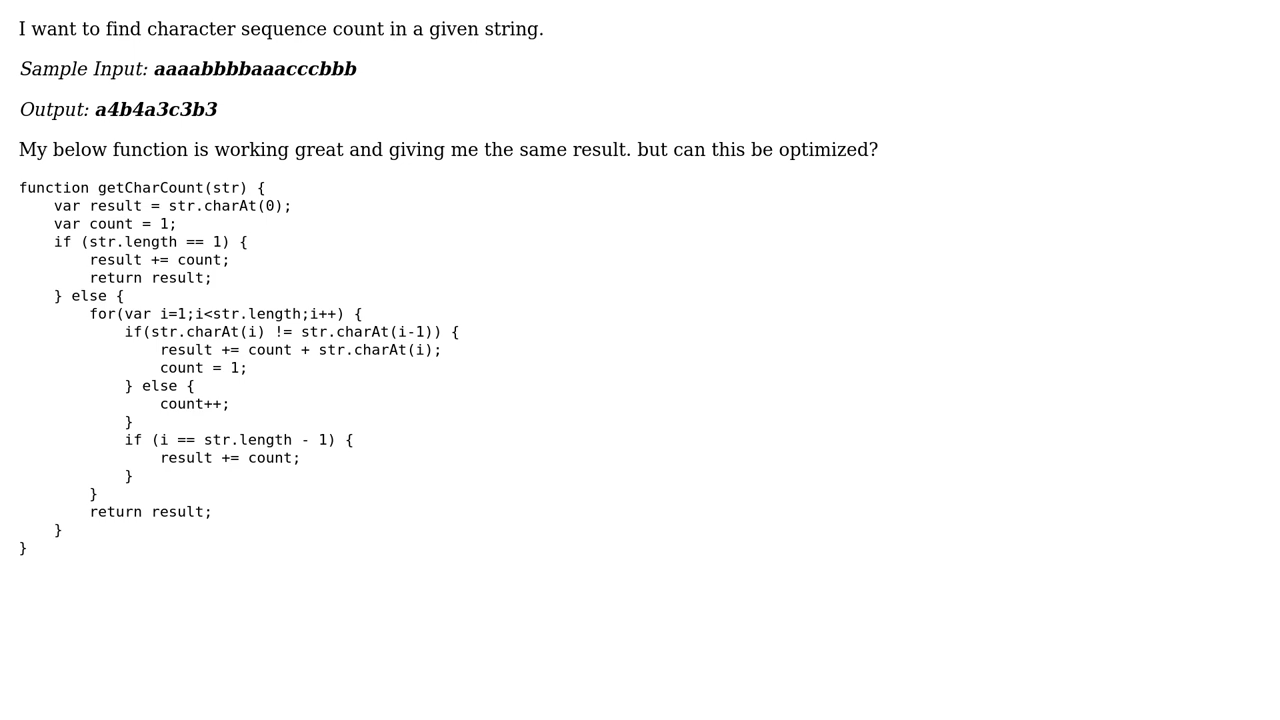 I want to find character sequence count in a given string.
Sample Input: aaaabbbbaaacccbbb
Output: a4b4a3c3b3
My below function is working great and giving me the same result. but can this be optimized?
function getCharCount(str) {
    var result = str.charAt(0);
    var count = 1;
    if (str.length == 1) {
        result += count;
        return result;
    } else {
        for(var i=1;i<str.length;i++) {
            if(str.charAt(i) != str.charAt(i-1)) {
                result += count + str.charAt(i);
                count = 1;
            } else {
                count++;
            }
            if (i == str.length - 1) {
                result += count;
            }
        }
        return result;
    }
}